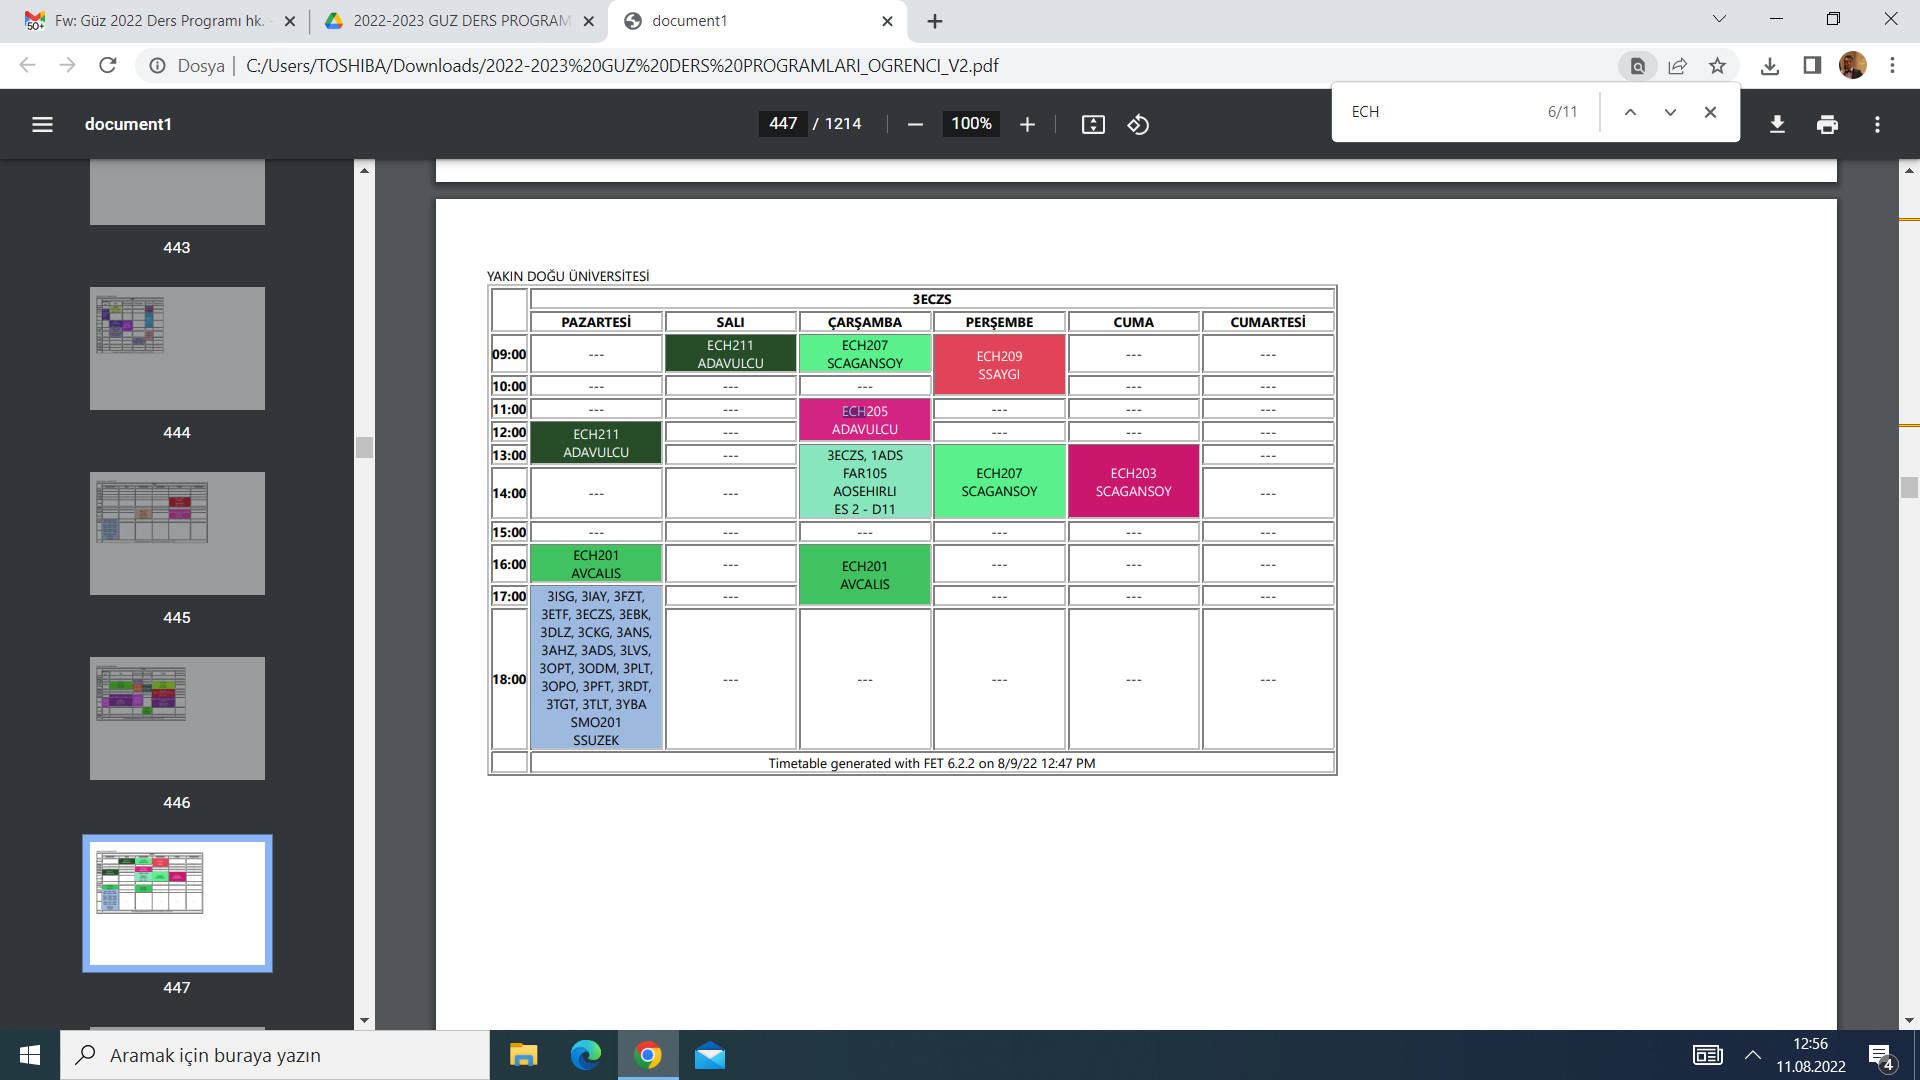 Fw: Güz 2022 Ders Programı hk. -
2022-2023 GUZ DERS PROGRAM
document1
Dosya
C:/Users/TOSHIBA/Downloads/2022-2023%20GUZ%20DERS%20PROGRAMLARI_OGRENCI_V2.pdf
document1
447 / 1214
100%
ECH
6/11
443
444
445
446
447
YAKIN DOĞU ÜNİVERSİTESİ
3ECZS
PAZARTESİ SALI ÇARŞAMBA PERŞEMBE CUMA CUMARTESİ
09:00 --- ECH211 ADAVULCU ECH207 SCAGANSOY ECH209 SSAYGI --- ---
10:00 --- --- --- --- ---
11:00 --- --- ECH205 ADAVULCU --- --- ---
12:00 ECH211 ADAVULCU --- --- --- ---
13:00 --- 3ECZS, 1ADS FAR105 AOSEHIRLI ES 2 - D11 ECH207 SCAGANSOY ECH203 SCAGANSOY ---
14:00 --- --- ---
15:00 --- --- --- --- --- ---
16:00 ECH201 AVCALIS --- ECH201 AVCALIS --- --- ---
17:00 3ISG, 3IAY, 3FZT, --- --- --- ---
3ETF, 3ECZS, 3EBK,
3DLZ, 3CKG, 3ANS,
3AHZ, 3ADS, 3LVS,
18:00 3OPT, 3ODM, 3PLT, --- --- --- --- ---
3OPO, 3PFT, 3RDT,
3TGT, 3TLT, 3YBA
SMO201
SSUZEK
Timetable generated with FET 6.2.2 on 8/9/22 12:47 PM
Aramak için buraya yazın
12:56
11.08.2022
4